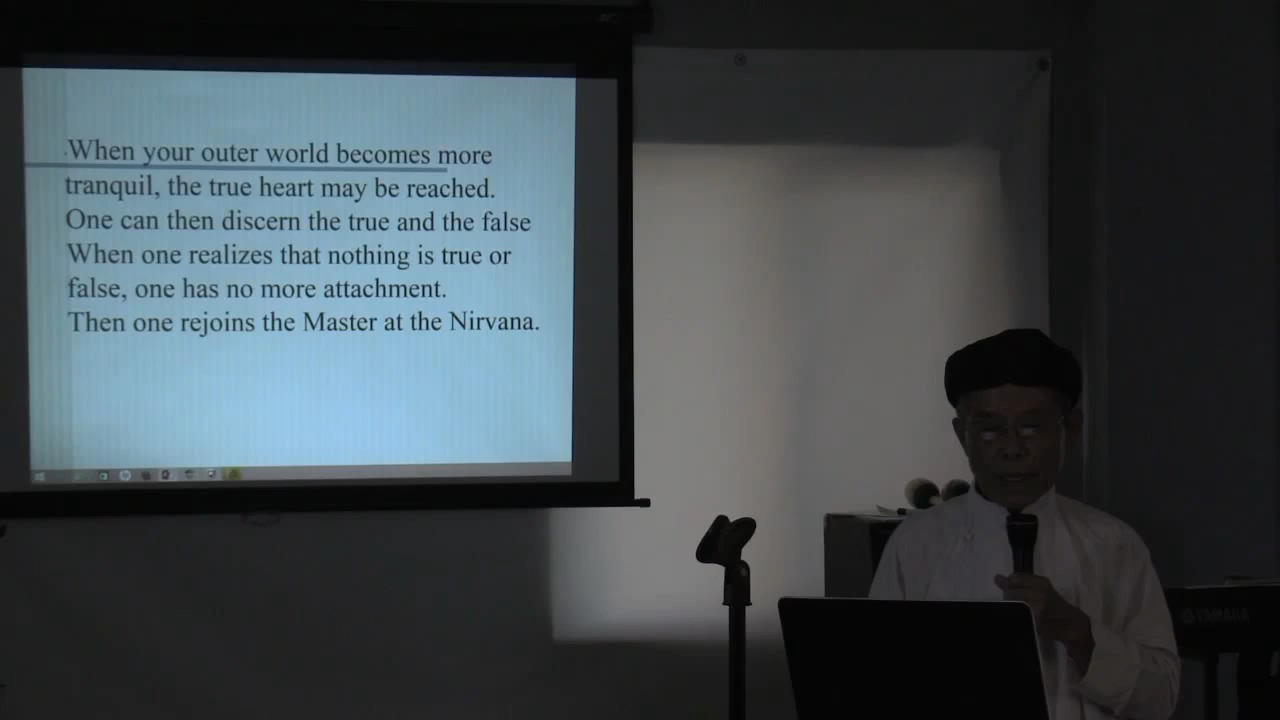 When your outer world becomes more
tranquil, the true heart may be reached.
One can then discern the true and the false
When one realizes that nothing is true or
false, one has no more attachment.
Then one rejoins the Master at the Nirvana.
YAMAHA